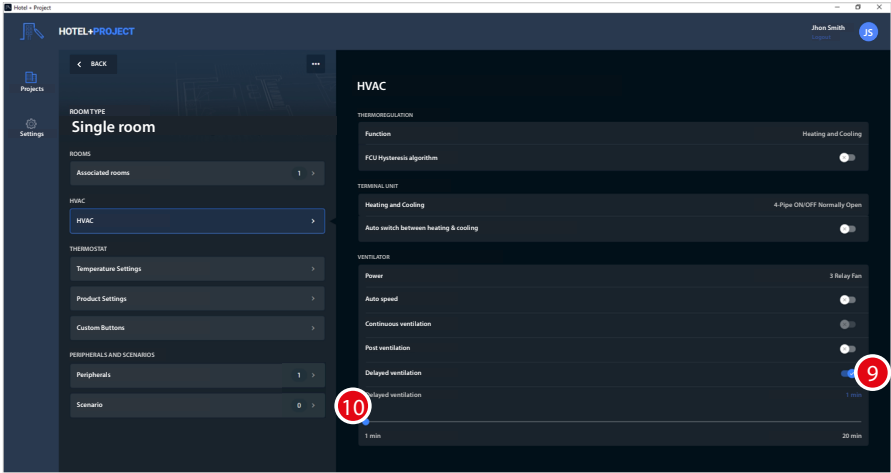 Hotel + Project
HOTEL+PROJECT
Jhon Smith
Logout
JS
Projects
Settings
BACK
ROOM TYPE
Single room
ROOMS
Associated rooms 1
HVAC
HVAC
THERMOSTAT
Temperature Settings
Product Settings
Custom Buttons
PERIPHERALS AND SCENARIOS
Peripherals 1
Scenario 0
HVAC
THERMOREGULATION
Function Heating and Cooling
FCU Hysteresis algorithm
TERMINAL UNIT
Heating and Cooling 4-Pipe ON/OFF Normally Open
Auto switch between heating & cooling
VENTILATOR
Power 3 Relay Fan
Auto speed
Continuous ventilation
Post ventilation
Delayed ventilation 9
10 Delayed ventilation 1 min
1 min 20 min